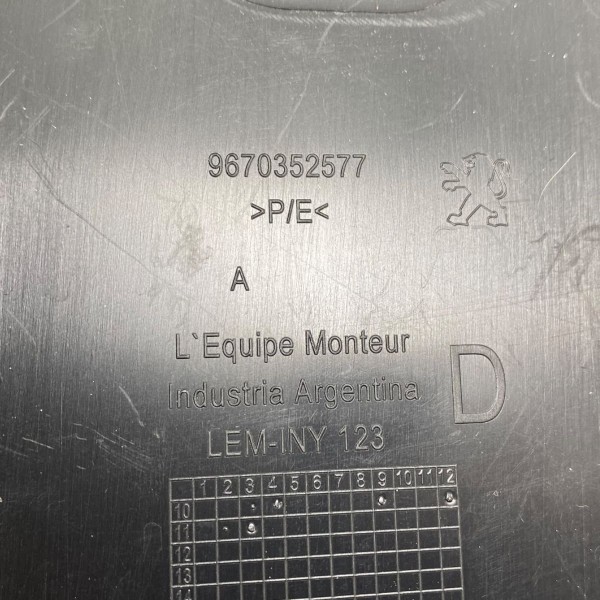 9670352577
>P/E<
A
L`Equipe Monteur
Industria Argentina
D
LEM-INY 123
1 2 3 4 5 6 7 8 9 10 11 12
10
11
12
13
14